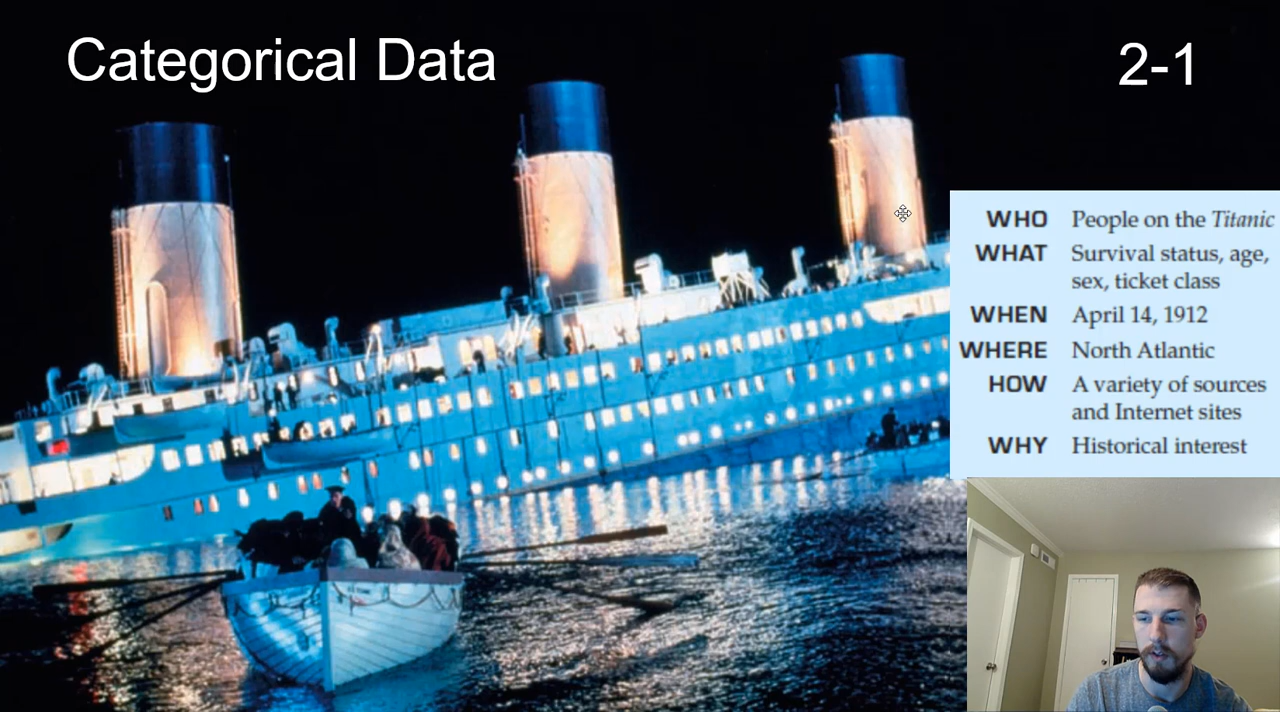 Categorical Data
2-1
WHO People on the Titanic
WHAT Survival status, age,
sex, ticket class
WHEN April 14, 1912
WHERE North Atlantic
HOW A variety of sources
and Internet sites
WHY Historical interest